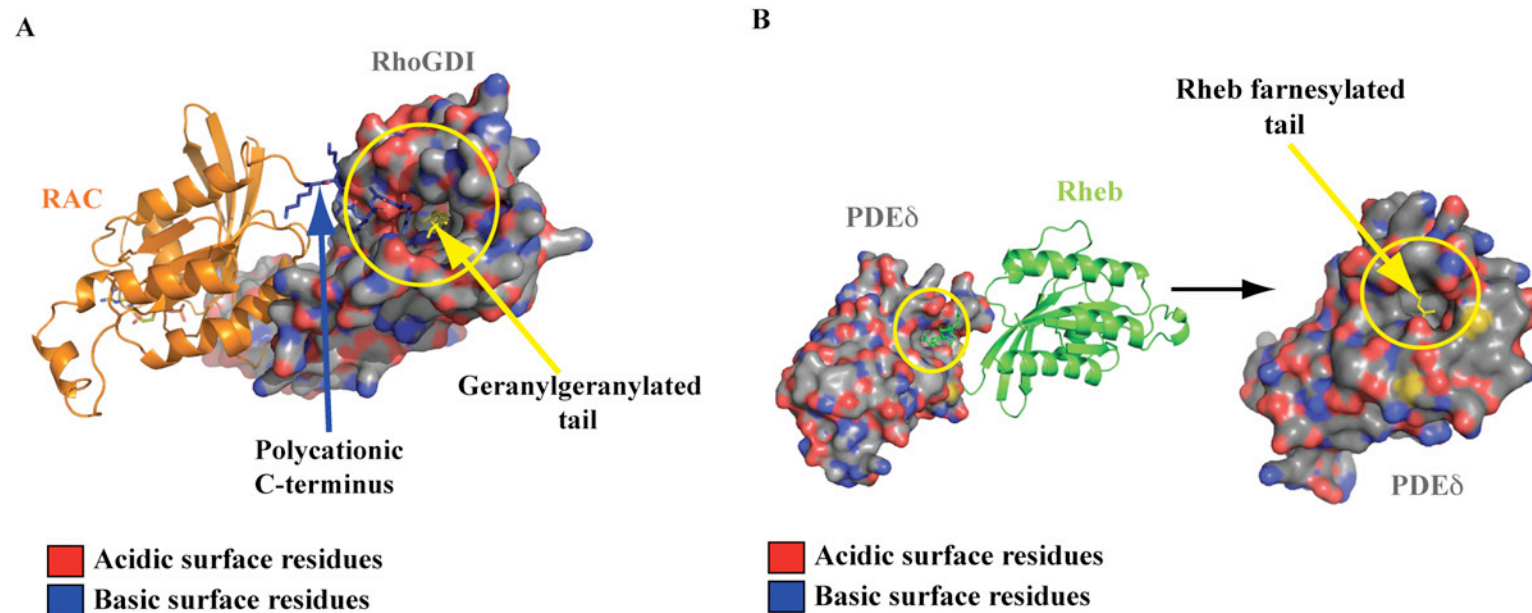 A
RhoGDI
RAC
Geranylgeranylated
tail
Polycationic
C-terminus
Acidic surface residues
Basic surface residues
B
Rheb farnesylated
tail
Rheb
PDEδ
PDEδ
Acidic surface residues
Basic surface residues